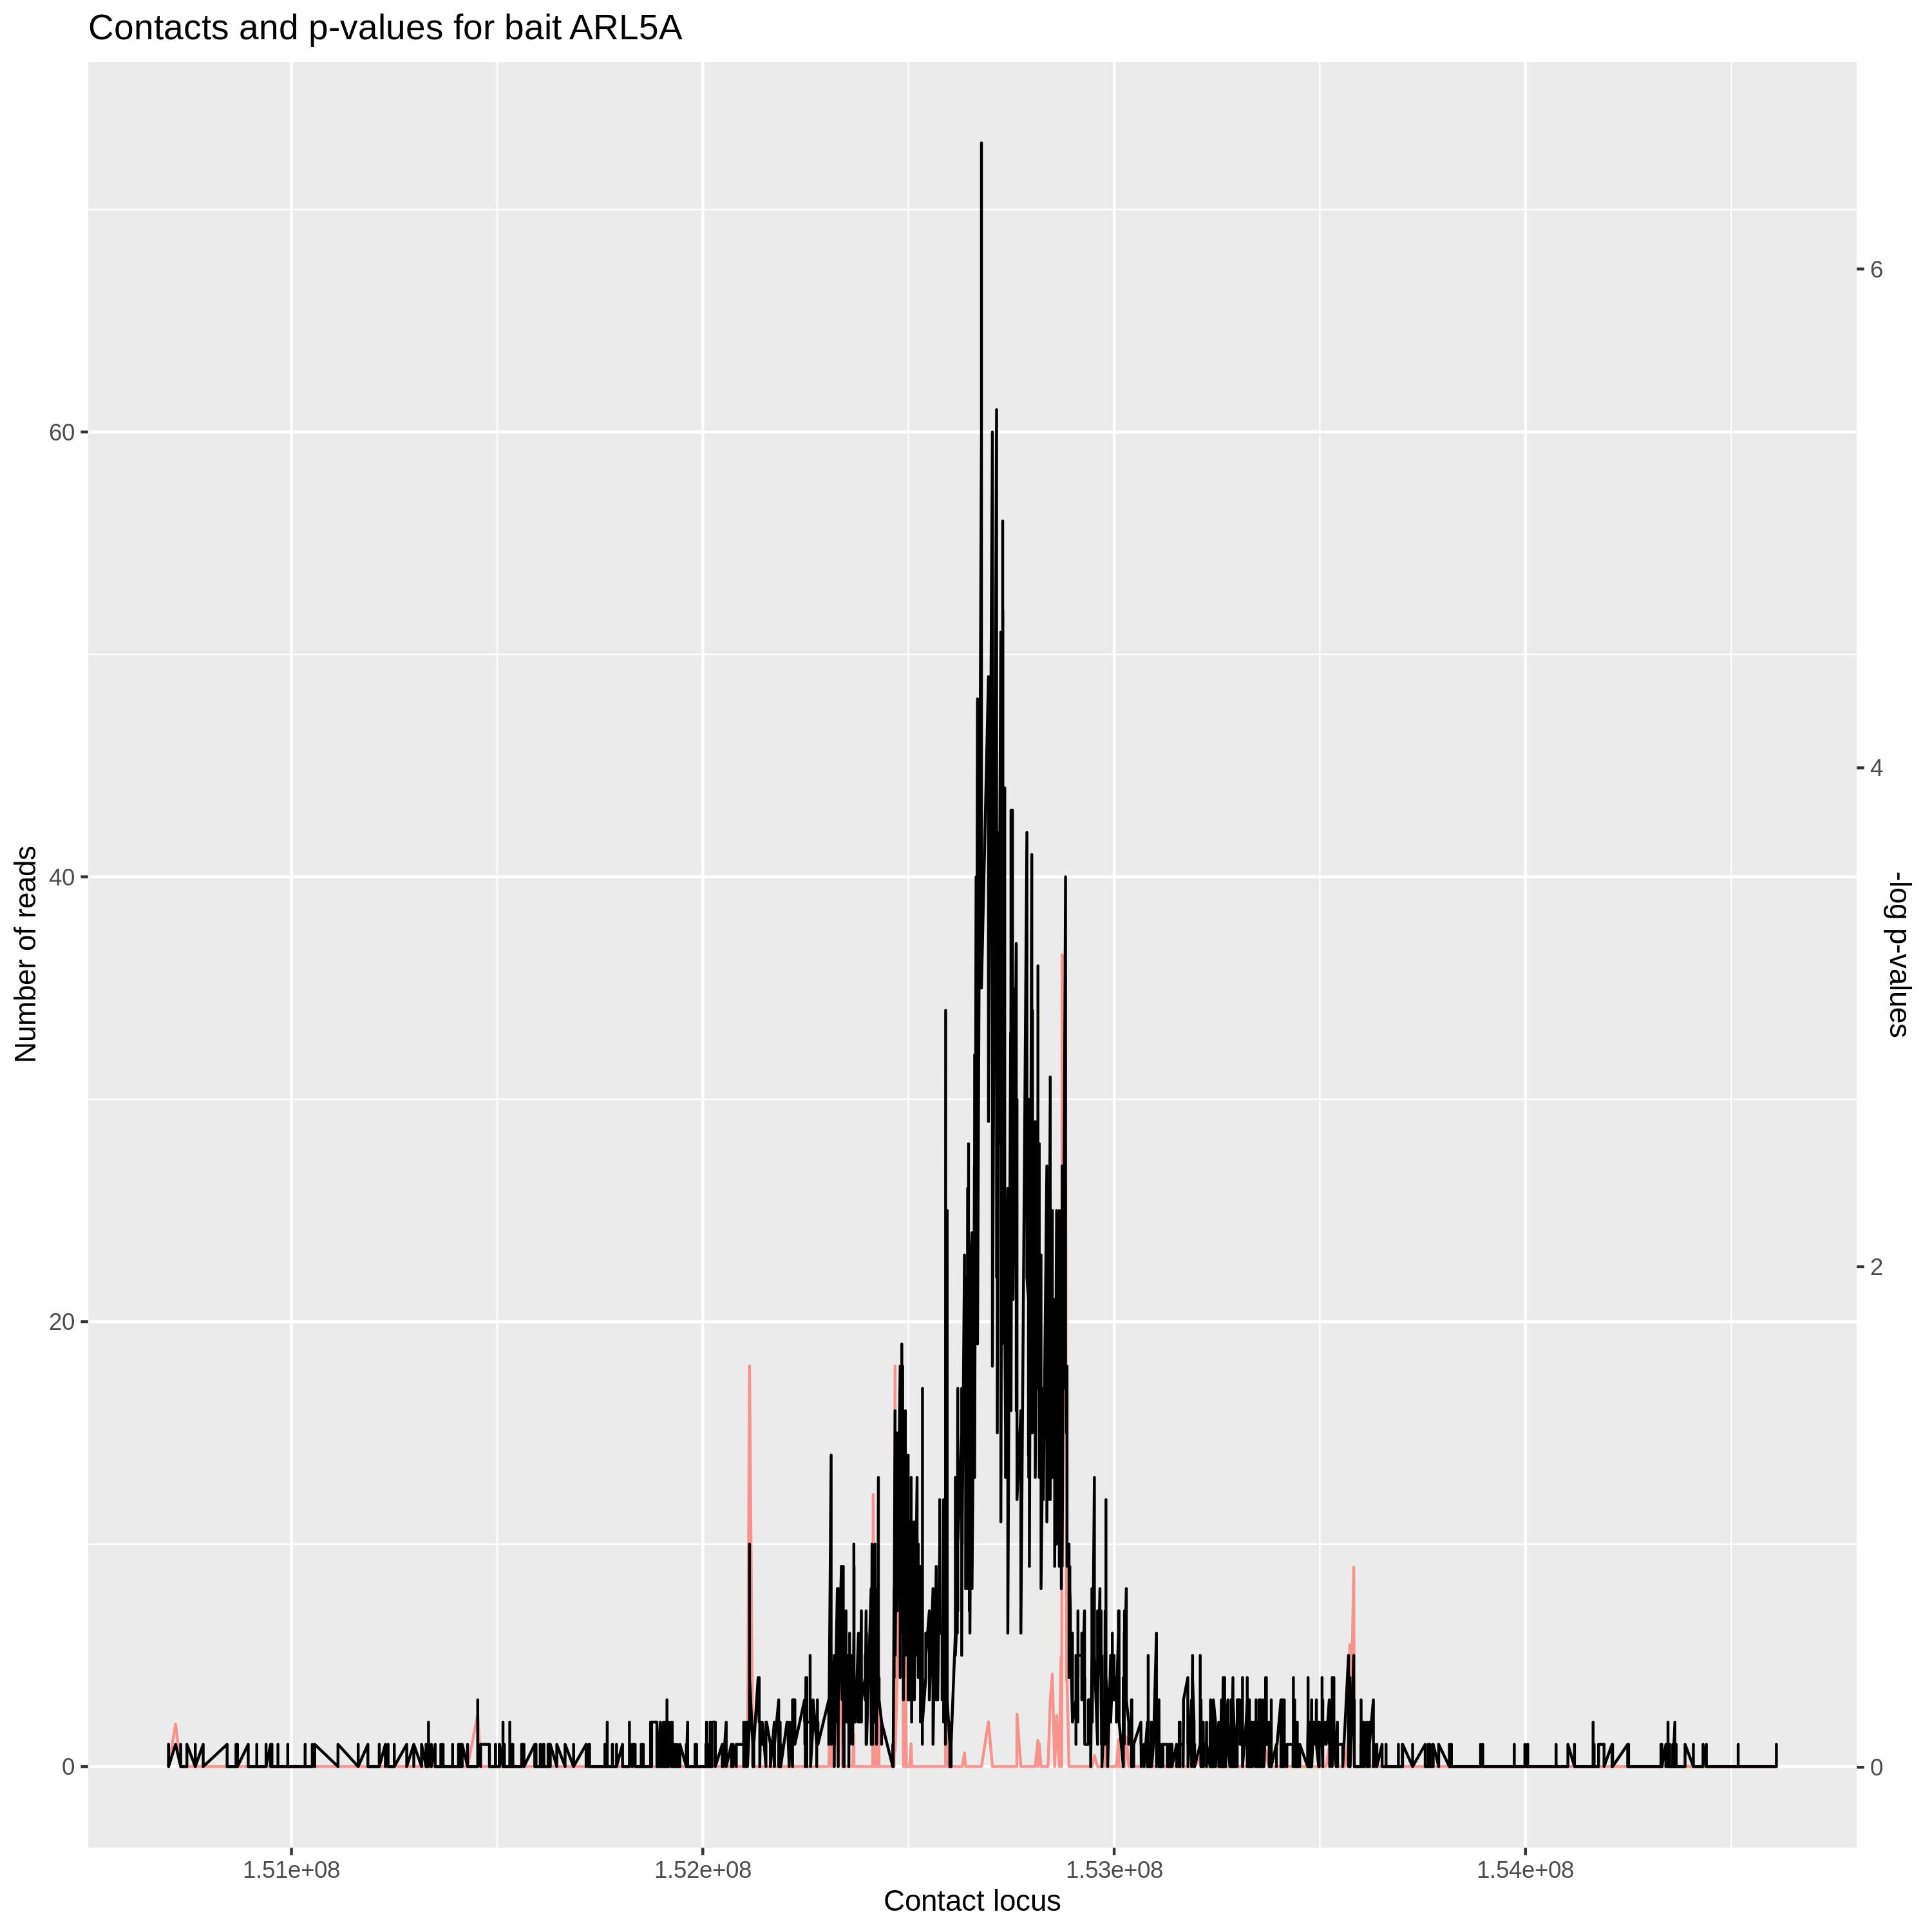 Contacts and p-values for bait ARL5A
60
40
20
0
6
4
2
0
Number of reads
-log p-values
1.51e+08
1.52e+08
1.53e+08
1.54e+08
Contact locus